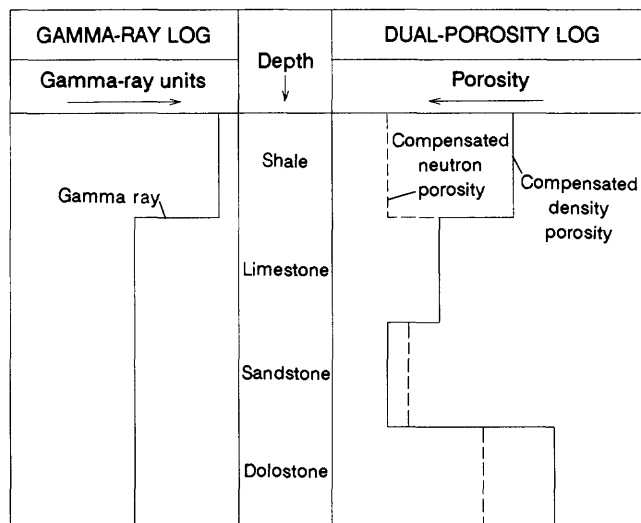 GAMMA-RAY LOG
Gamma-ray units
Depth
DUAL-POROSITY LOG
Porosity
Shale
Gamma ray
Compensated
neutron
porosity
Compensated
density
porosity
Limestone
Sandstone
Dolostone